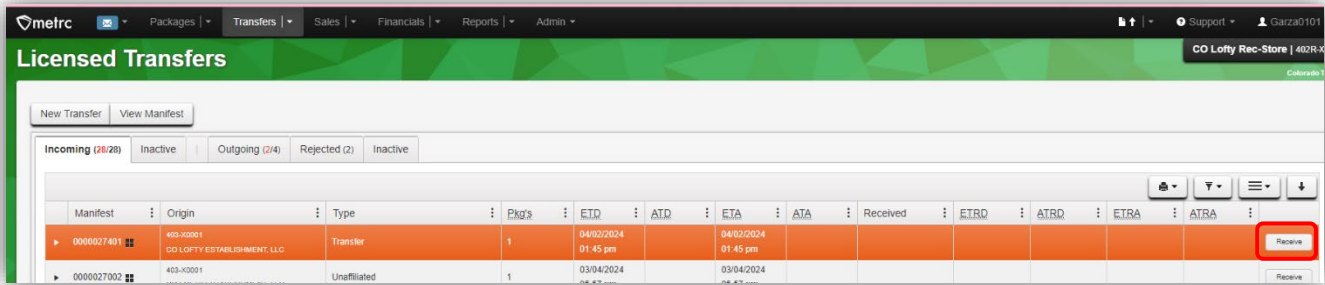 metrc Packages | Transfers | Sales | Financials | Reports | Admin Support Garza0101
Licensed Transfers
CO Lofty Rec-Store | 402R-X
Colorado
New Transfer View Manifest
Incoming (28/28) Inactive | Outgoing (2/4) Rejected (2) Inactive
Manifest Origin Type Pkg's ETD ATD ETA ATA Received ETRD ATRD ETRA ATRA
0000027401 403-X0001 Transfer 1 04/02/2024 04/02/2024 Receive
CO LOFTY ESTABLISHMENT, LLC 01:45 pm 01:45 pm
0000027002 403-X0001 Unaffiliated 1 03/04/2024 03/04/2024 Receive